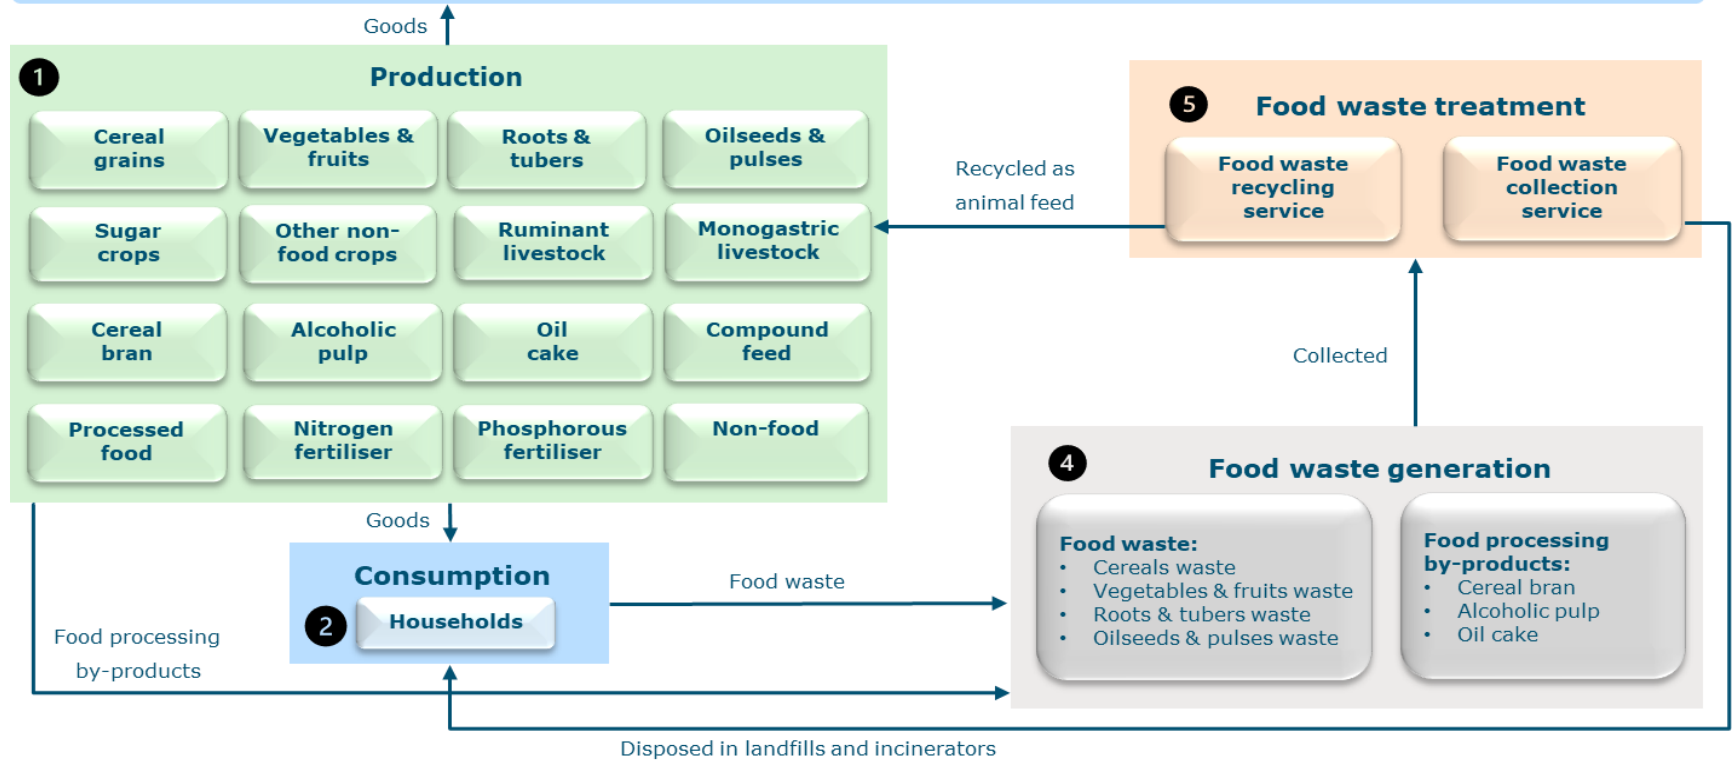 Goods
1
Production
Cereal
grains
Vegetables &
fruits
Roots &
tubers
Oilseeds &
pulses
Sugar
crops
Other non-
food crops
Ruminant
livestock
Monogastric
livestock
Cereal
bran
Alcoholic
pulp
Oil
cake
Compound
feed
Processed
food
Nitrogen
fertiliser
Phosphorous
fertiliser
Non-food
5
Food waste treatment
Food waste
recycling
service
Food waste
collection
service
Recycled as
animal feed
Collected
4
Food waste generation
Food waste:
• Cereals waste
• Vegetables & fruits waste
• Roots & tubers waste
• Oilseeds & pulses waste
Food processing
by-products:
• Cereal bran
• Alcoholic pulp
• Oil cake
Goods
Consumption
2
Households
Food waste
Food processing
by-products
Disposed in landfills and incinerators